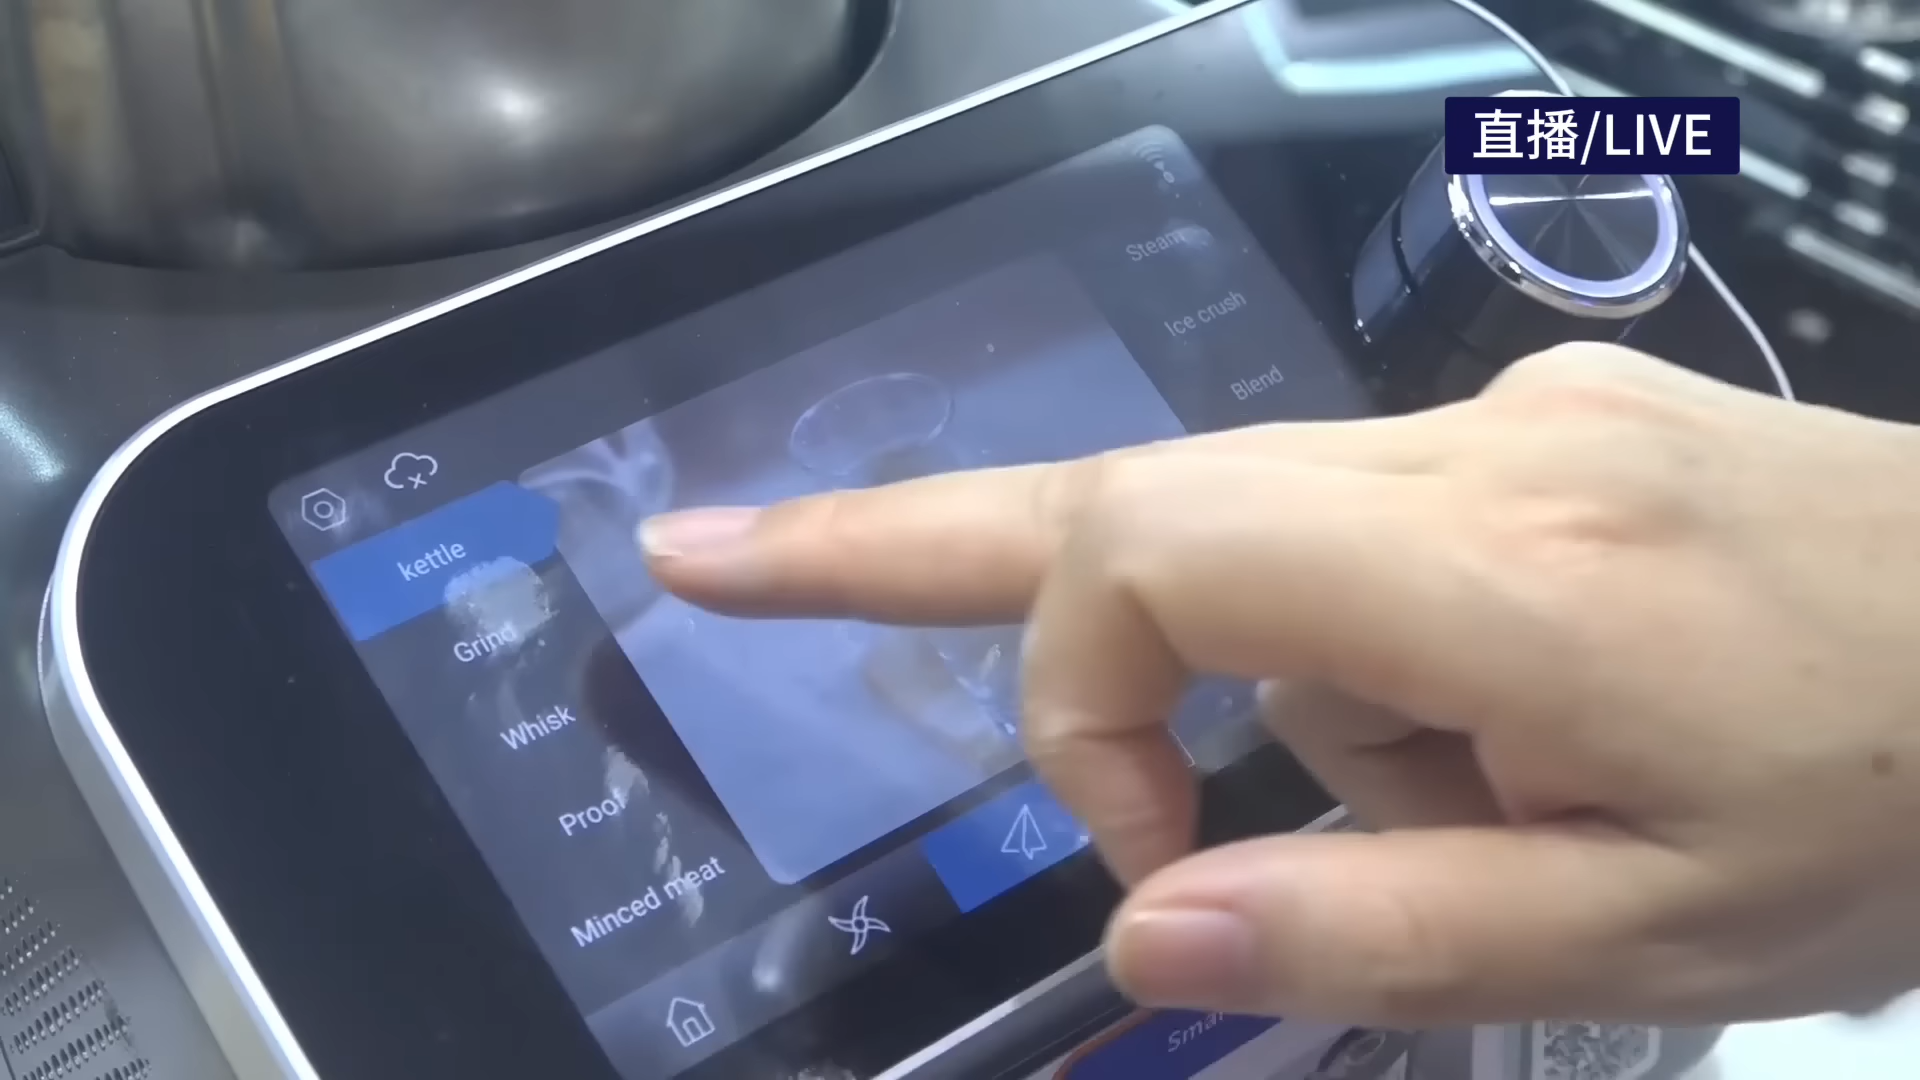 直播/LIVE
Steam
Ice crush
Blend
kettle
Grind
Whisk
Proof
Minced meat